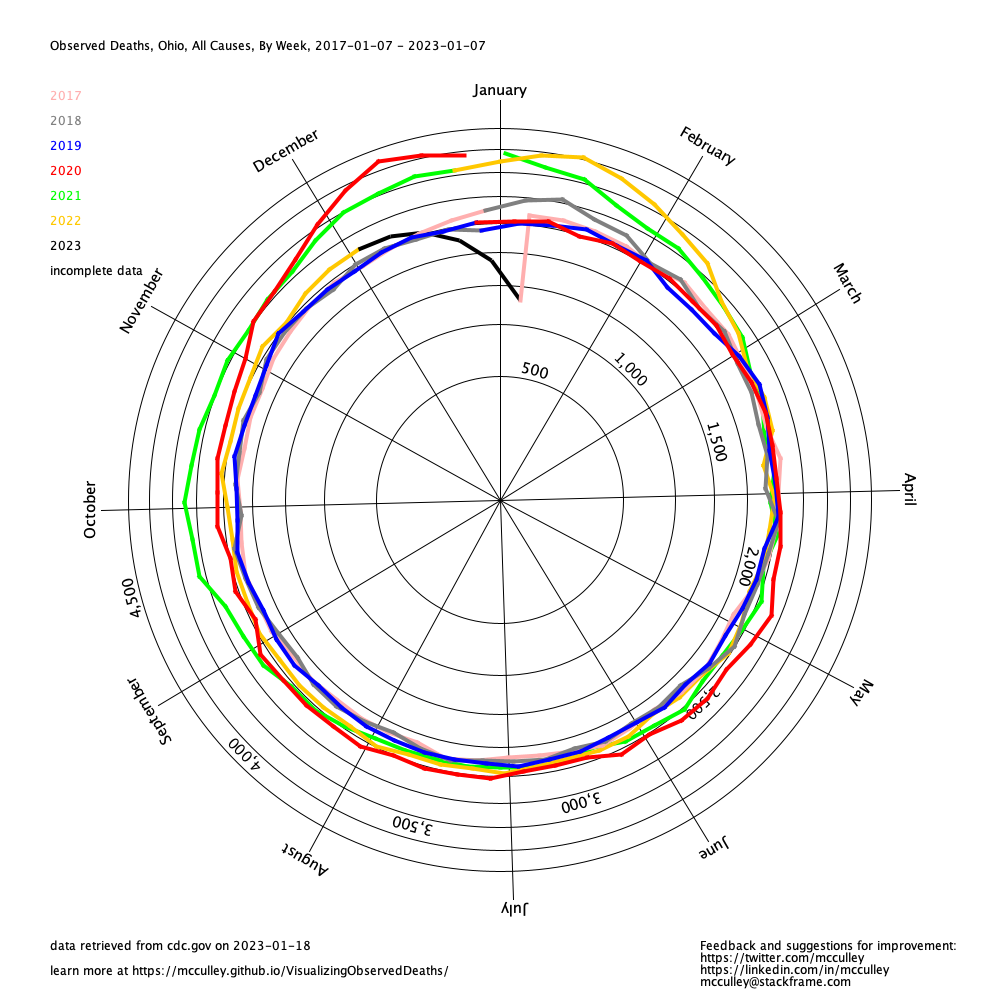 Observed Deaths, Ohio, All Causes, By Week, 2017-01-07 - 2023-01-07
2017
2018
2019
2020
2021
2022
2023
incomplete data
January
February
March
April
May
June
July
August
September
October
November
December
500
1,000
1,500
2,000
2,500
3,000
3,500
4,000
4,500
data retrieved from cdc.gov on 2023-01-18
learn more at https://mcculley.github.io/VisualizingObservedDeaths/
Feedback and suggestions for improvement:
https://twitter.com/mcculley
https://linkedin.com/in/mcculley
mcculley@stackframe.com